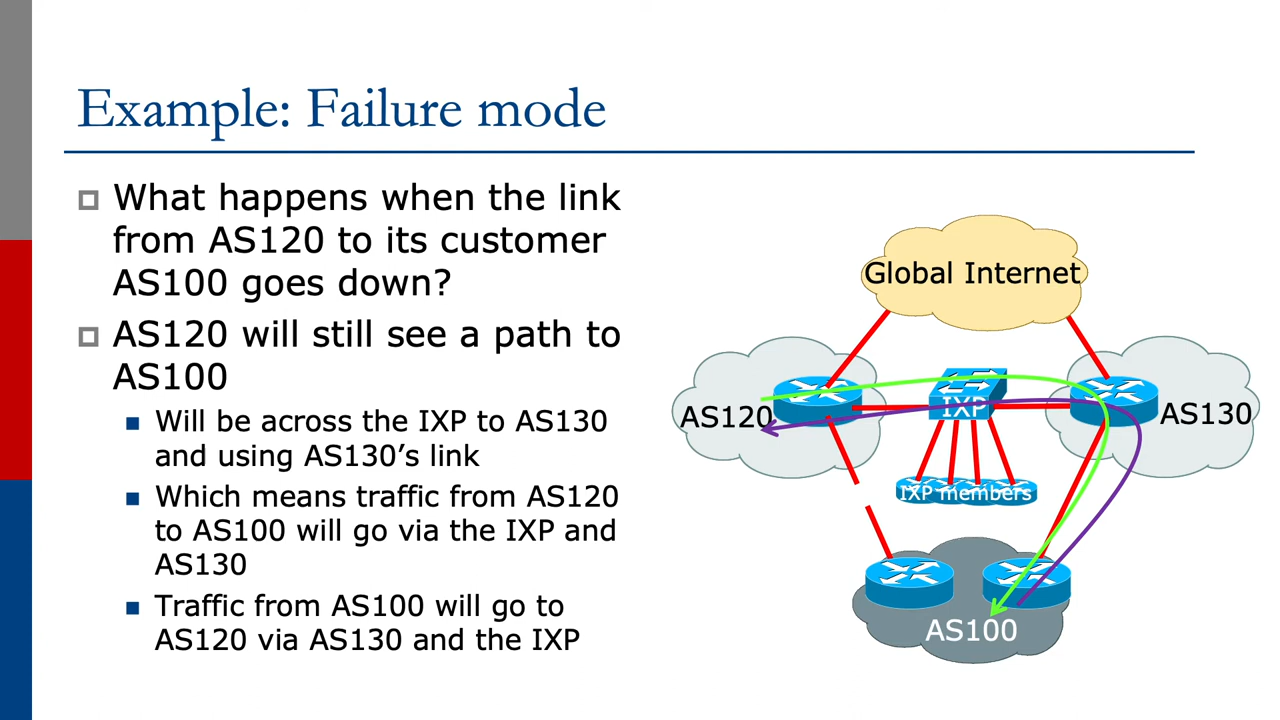 Example: Failure mode
What happens when the link
from AS120 to its customer
AS100 goes down?
AS120 will still see a path to
AS100
Will be across the IXP to AS130
and using AS130’s link
Which means traffic from AS120
to AS100 will go via the IXP and
AS130
Traffic from AS100 will go to
AS120 via AS130 and the IXP
Global Internet
AS120
IXP
AS130
IXP members
AS100